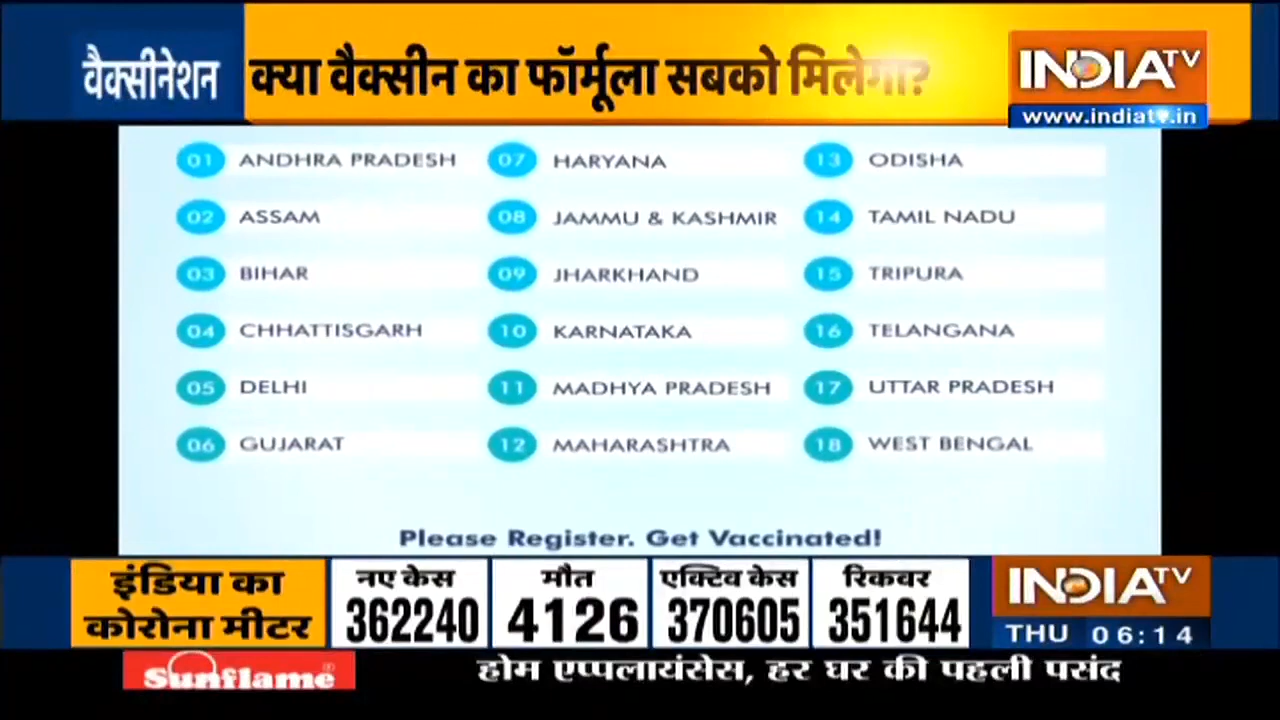 वैक्सीनेशन
क्या वैक्सीन का फॉर्मूला सबको मिलेगा?
INDIA TV
www.indiatv.in
01 ANDHRA PRADESH
02 ASSAM
03 BIHAR
04 CHHATTISGARH
05 DELHI
06 GUJARAT
07 HARYANA
08 JAMMU & KASHMIR
09 JHARKHAND
10 KARNATAKA
11 MADHYA PRADESH
12 MAHARASHTRA
13 ODISHA
14 TAMIL NADU
15 TRIPURA
16 TELANGANA
17 UTTAR PRADESH
18 WEST BENGAL
Please Register. Get Vaccinated!
इंडिया का
कोरोना मीटर
नए केस
362240
मौत
4126
एक्टिव केस
370605
रिकवर
351644
INDIA TV
THU 06:14
Sunflame®
होम एप्पलायंसेस, हर घर की पहली पसंद